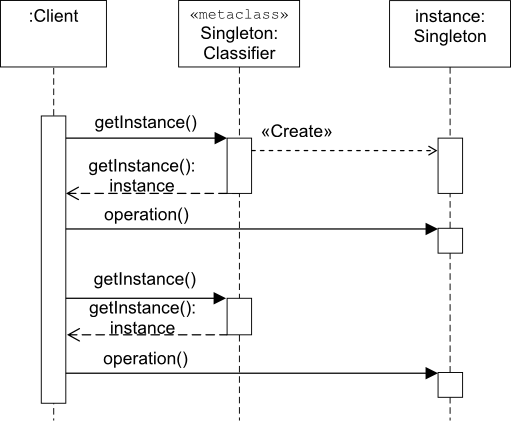 :Client
«metaclass»
Singleton:
Classifier
instance:
Singleton
getInstance()
«Create»
getInstance():
instance
operation()
getInstance()
getInstance():
instance
operation()